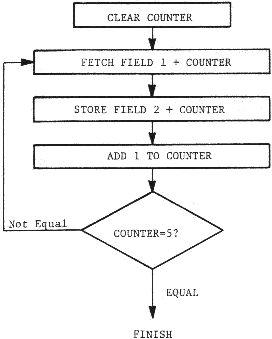 CLEAR COUNTER
FETCH FIELD 1 + COUNTER
STORE FIELD 2 + COUNTER
ADD 1 TO COUNTER
Not Equal
COUNTER=5?
EQUAL
FINISH